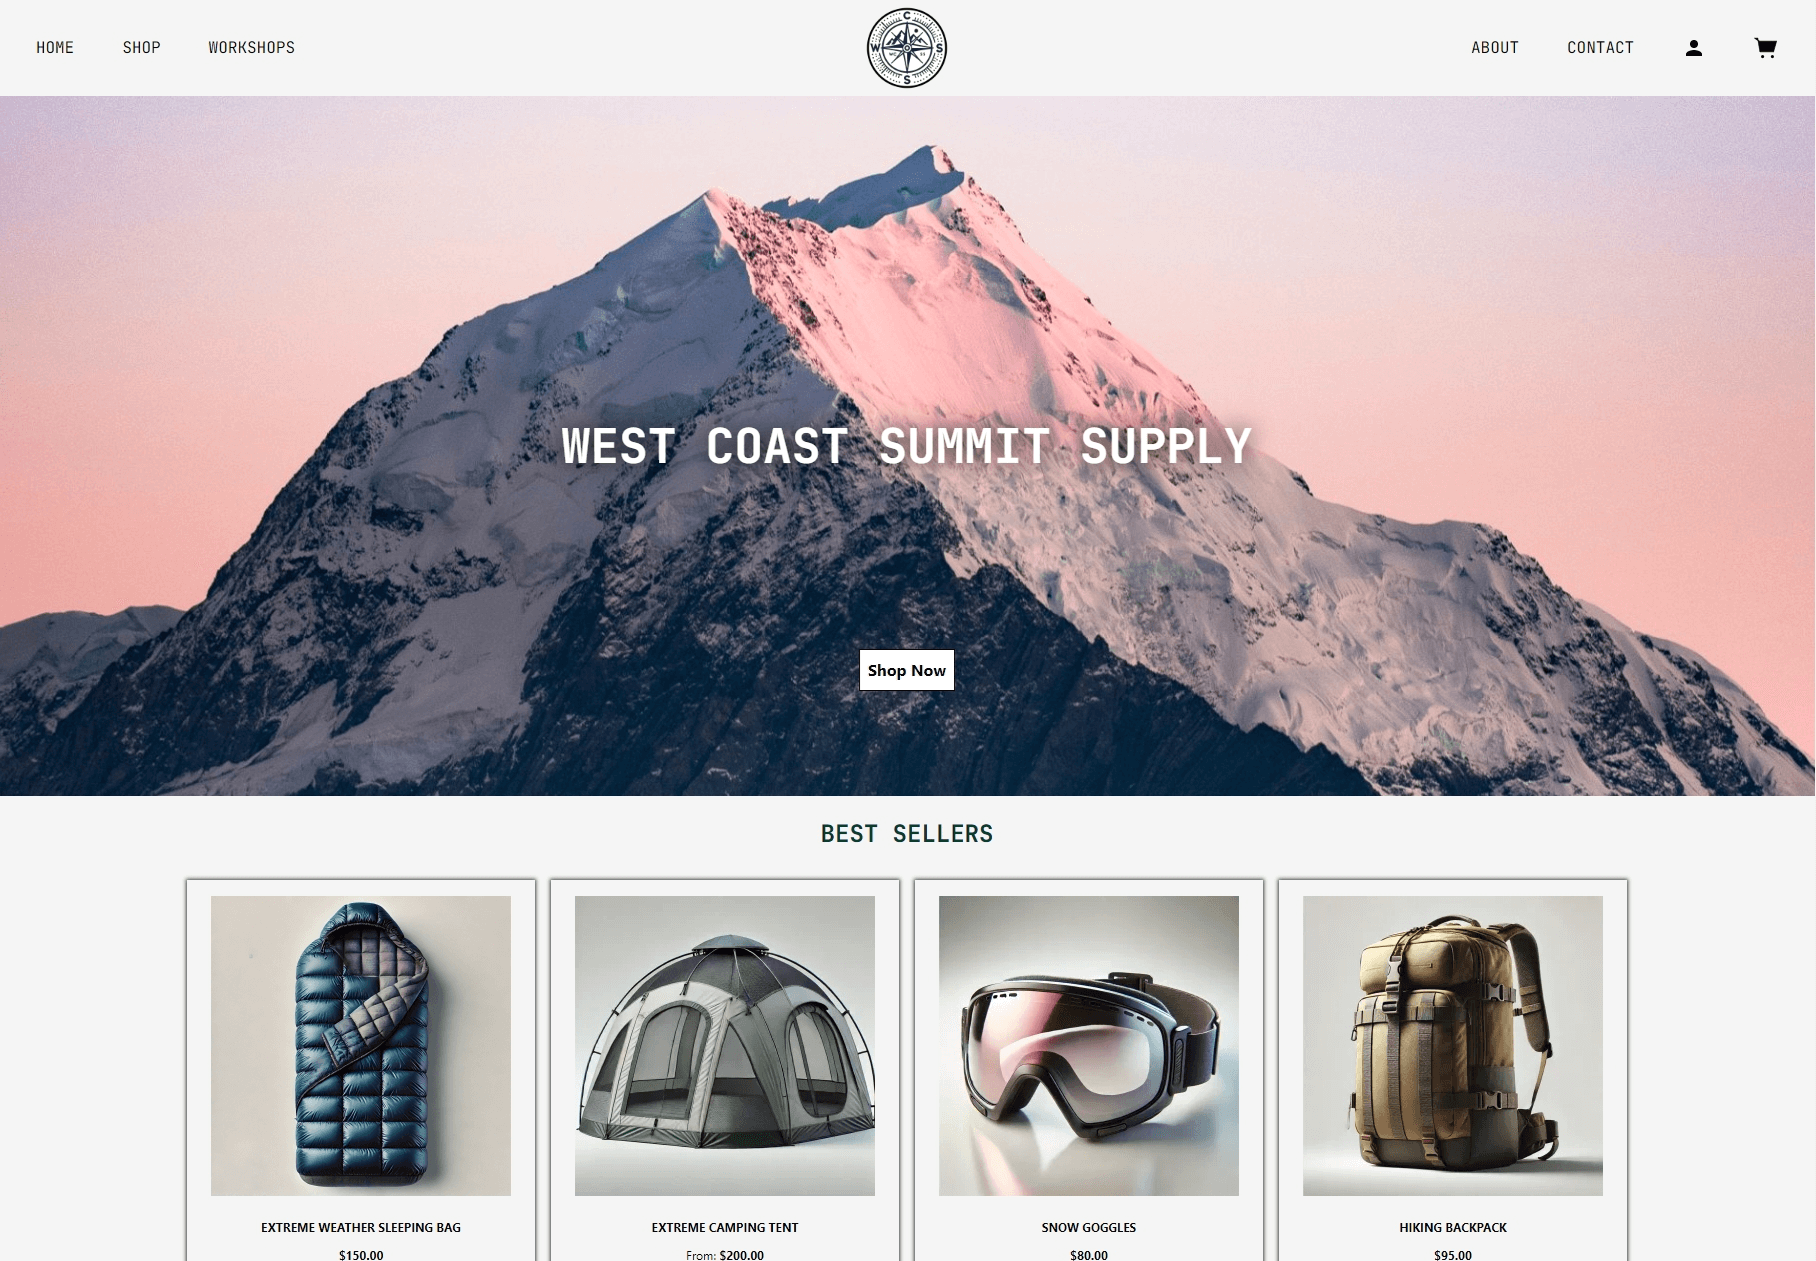 HOME SHOP WORKSHOPS
C
W S
S
ABOUT CONTACT
WEST COAST SUMMIT SUPPLY
Shop Now
BEST SELLERS
EXTREME WEATHER SLEEPING BAG
$150.00
EXTREME CAMPING TENT
From: $200.00
SNOW GOGGLES
$80.00
HIKING BACKPACK
$95.00